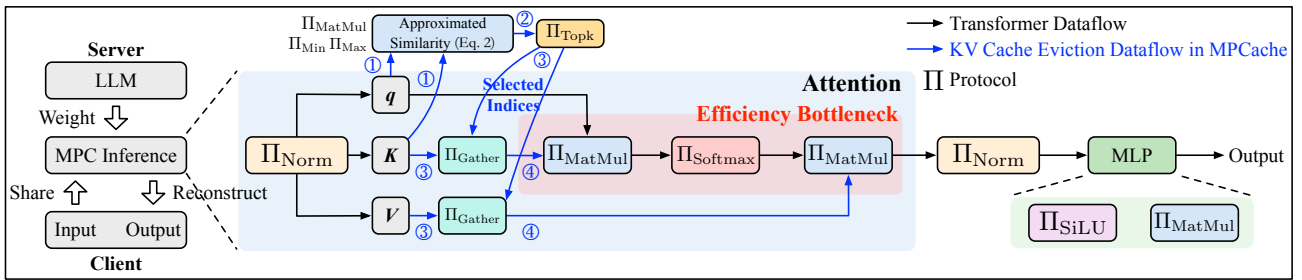 Server
LLM
Weight
MPC Inference
Share
Reconstruct
Input Output
Client
Π_MatMul
Π_Min Π_Max
Approximated
Similarity (Eq. 2)
②
Π_Topk
①
①
③
Selected
Indices
Attention
Efficiency Bottleneck
Π_Norm
q
K
V
③
Π_Gather
④
③
Π_Gather
④
Π_MatMul
Π_Softmax
Π_MatMul
Π_Norm
MLP
Output
Π_SiLU
Π_MatMul
Transformer Dataflow
KV Cache Eviction Dataflow in MPCache
Π Protocol